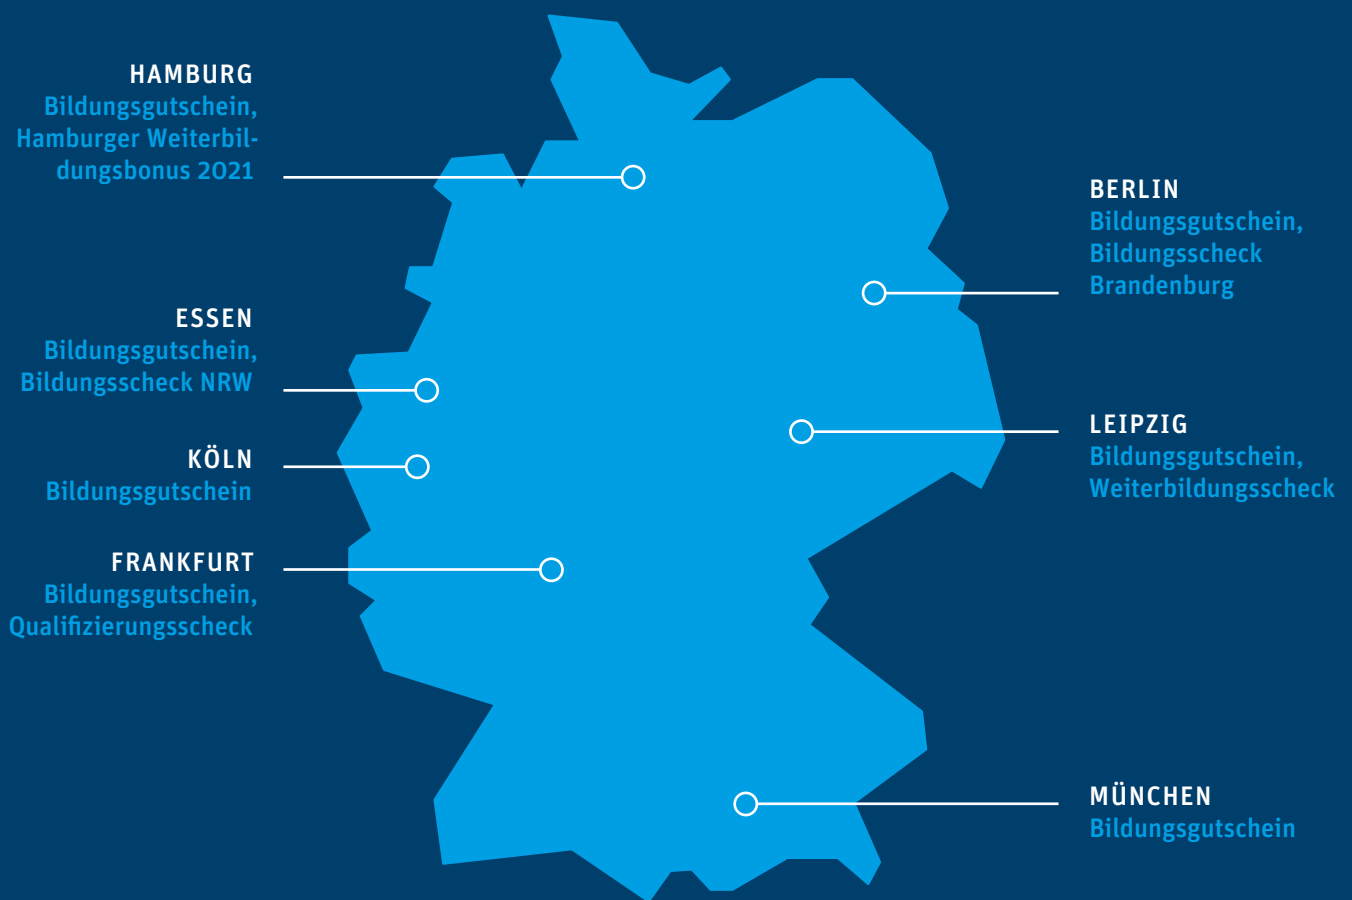 HAMBURG
Bildungsgutschein,
Hamburger Weiterbil-
dungsbonus 2021
ESSEN
Bildungsgutschein,
Bildungsscheck NRW
KÖLN
Bildungsgutschein
FRANKFURT
Bildungsgutschein,
Qualifizierungsscheck
BERLIN
Bildungsgutschein,
Bildungsscheck
Brandenburg
LEIPZIG
Bildungsgutschein,
Weiterbildungsscheck
MÜNCHEN
Bildungsgutschein